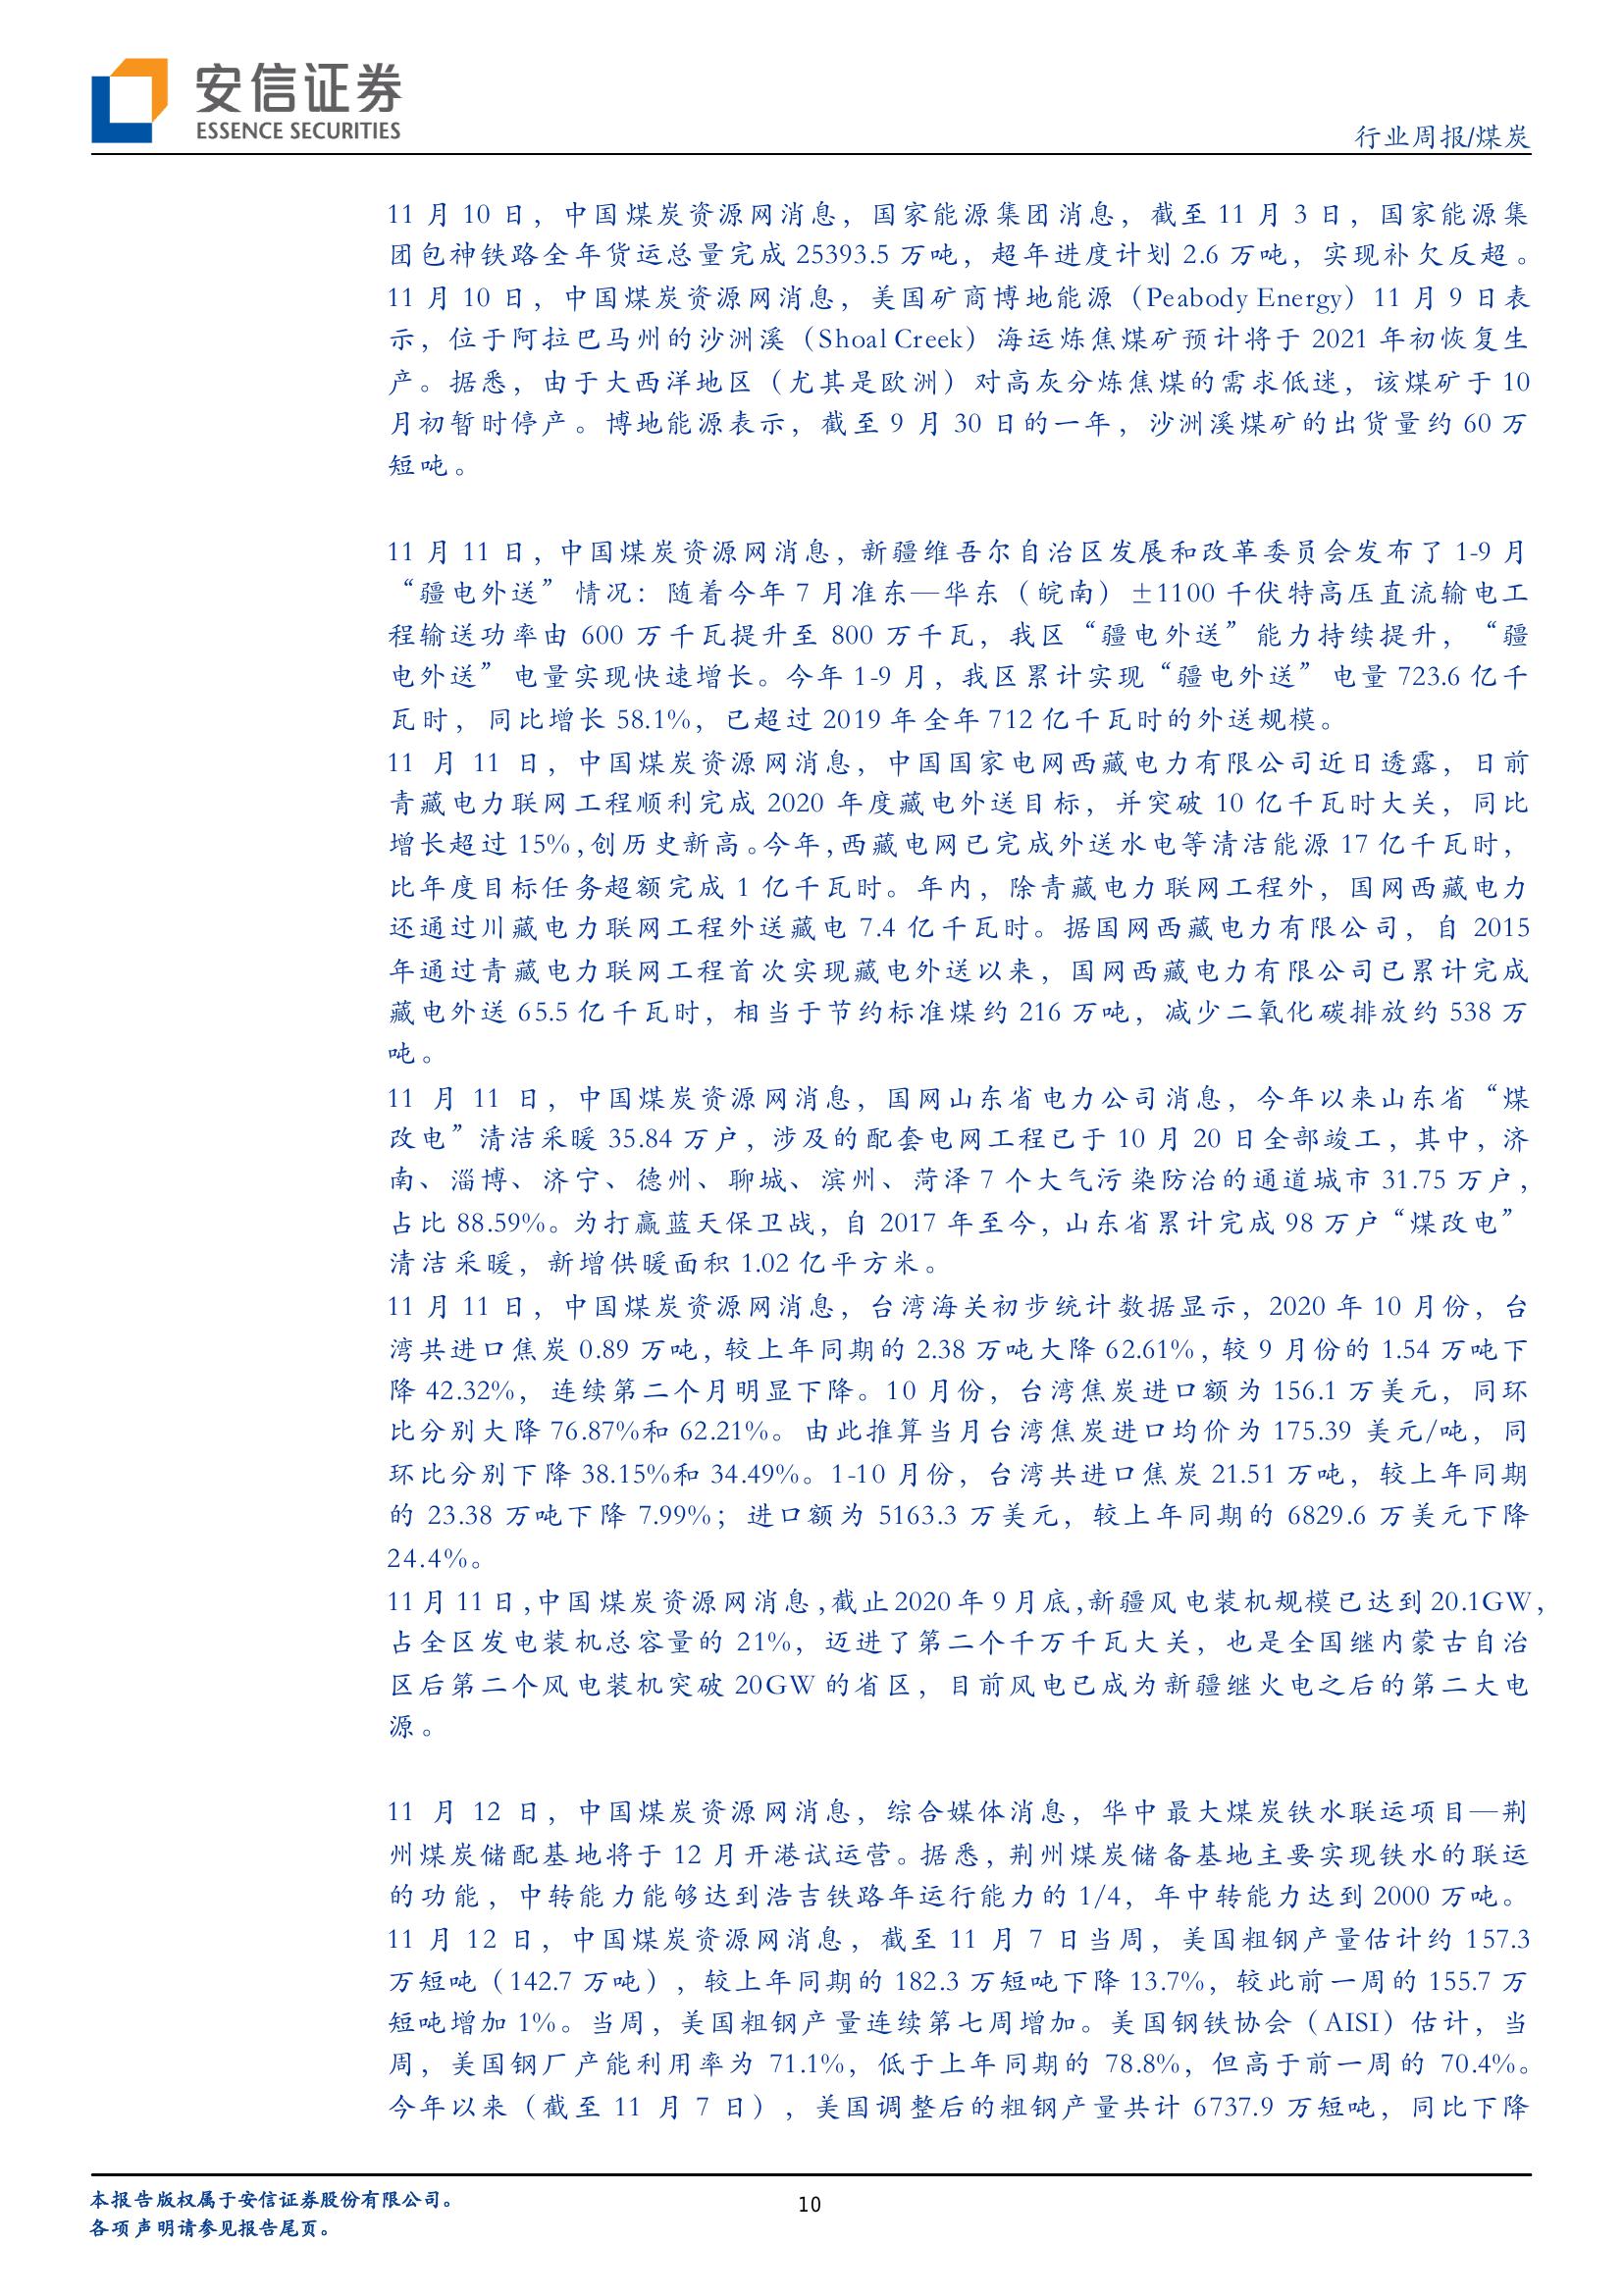 安信证券
ESSENCE SECURITIES
行业周报/煤炭
11 月 10 日，中国煤炭资源网消息，国家能源集团消息，截至 11 月 3 日，国家能源集
团包神铁路全年货运总量完成 25393.5 万吨，超年进度计划 2.6 万吨，实现补欠反超。
11 月 10 日，中国煤炭资源网消息，美国矿商博地能源（Peabody Energy）11 月 9 日表
示，位于阿拉巴马州的沙洲溪（Shoal Creek）海运炼焦煤矿预计将于 2021 年初恢复生
产。据悉，由于大西洋地区（尤其是欧洲）对高灰分炼焦煤的需求低迷，该煤矿于 10
月初暂时停产。博地能源表示，截至 9 月 30 日的一年，沙洲溪煤矿的出货量约 60 万
短吨。
11 月 11 日，中国煤炭资源网消息，新疆维吾尔自治区发展和改革委员会发布了 1-9 月
“疆电外送”情况：随着今年 7 月准东—华东（皖南）±1100 千伏特高压直流输电工
程输送功率由 600 万千瓦提升至 800 万千瓦，我区“疆电外送”能力持续提升，“疆
电外送”电量实现快速增长。今年 1-9 月，我区累计实现“疆电外送”电量 723.6 亿千
瓦时，同比增长 58.1%，已超过 2019 年全年 712 亿千瓦时的外送规模。
11 月 11 日，中国煤炭资源网消息，中国国家电网西藏电力有限公司近日透露，日前
青藏电力联网工程顺利完成 2020 年度藏电外送目标，并突破 10 亿千瓦时大关，同比
增长超过 15%，创历史新高。今年，西藏电网已完成外送水电等清洁能源 17 亿千瓦时，
比年度目标任务超额完成 1 亿千瓦时。年内，除青藏电力联网工程外，国网西藏电力
还通过川藏电力联网工程外送藏电 7.4 亿千瓦时。据国网西藏电力有限公司，自 2015
年通过青藏电力联网工程首次实现藏电外送以来，国网西藏电力有限公司已累计完成
藏电外送 65.5 亿千瓦时，相当于节约标准煤约 216 万吨，减少二氧化碳排放约 538 万
吨。
11 月 11 日，中国煤炭资源网消息，国网山东省电力公司消息，今年以来山东省“煤
改电”清洁采暖 35.84 万户，涉及的配套电网工程已于 10 月 20 日全部竣工，其中，济
南、淄博、济宁、德州、聊城、滨州、菏泽 7 个大气污染防治的通道城市 31.75 万户，
占比 88.59%。为打赢蓝天保卫战，自 2017 年至今，山东省累计完成 98 万户“煤改电”
清洁采暖，新增供暖面积 1.02 亿平方米。
11 月 11 日，中国煤炭资源网消息，台湾海关初步统计数据显示，2020 年 10 月份，台
湾共进口焦炭 0.89 万吨，较上年同期的 2.38 万吨大降 62.61%，较 9 月份的 1.54 万吨下
降 42.32%，连续第二个月明显下降。10 月份，台湾焦炭进口额为 156.1 万美元，同环
比分别大降 76.87%和 62.21%。由此推算当月台湾焦炭进口均价为 175.39 美元/吨，同
环比分别下降 38.15%和 34.49%。1-10 月份，台湾共进口焦炭 21.51 万吨，较上年同期
的 23.38 万吨下降 7.99%；进口额为 5163.3 万美元，较上年同期的 6829.6 万美元下降
24.4%。
11 月 11 日，中国煤炭资源网消息，截止 2020 年 9 月底，新疆风电装机规模已达到 20.1GW，
占全区发电装机总容量的 21%，迈进了第二个千万千瓦大关，也是全国继内蒙古自治
区后第二个风电装机突破 20GW 的省区，目前风电已成为新疆继火电之后的第二大电
源。
11 月 12 日，中国煤炭资源网消息，综合媒体消息，华中最大煤炭铁水联运项目—荆
州煤炭储配基地将于 12 月开港试运营。据悉，荆州煤炭储备基地主要实现铁水的联运
的功能，中转能力能够达到浩吉铁路年运行能力的 1/4，年中转能力达到 2000 万吨。
11 月 12 日，中国煤炭资源网消息，截至 11 月 7 日当周，美国粗钢产量估计约 157.3
万短吨（142.7 万吨），较上年同期的 182.3 万短吨下降 13.7%，较此前一周的 155.7 万
短吨增加 1%。当周，美国粗钢产量连续第七周增加。美国钢铁协会（AISI）估计，当
周，美国钢厂产能利用率为 71.1%，低于上年同期的 78.8%，但高于前一周的 70.4%。
今年以来（截至 11 月 7 日），美国调整后的粗钢产量共计 6737.9 万短吨，同比下降
本报告版权属于安信证券股份有限公司。
10
各项声明请参见报告尾页。